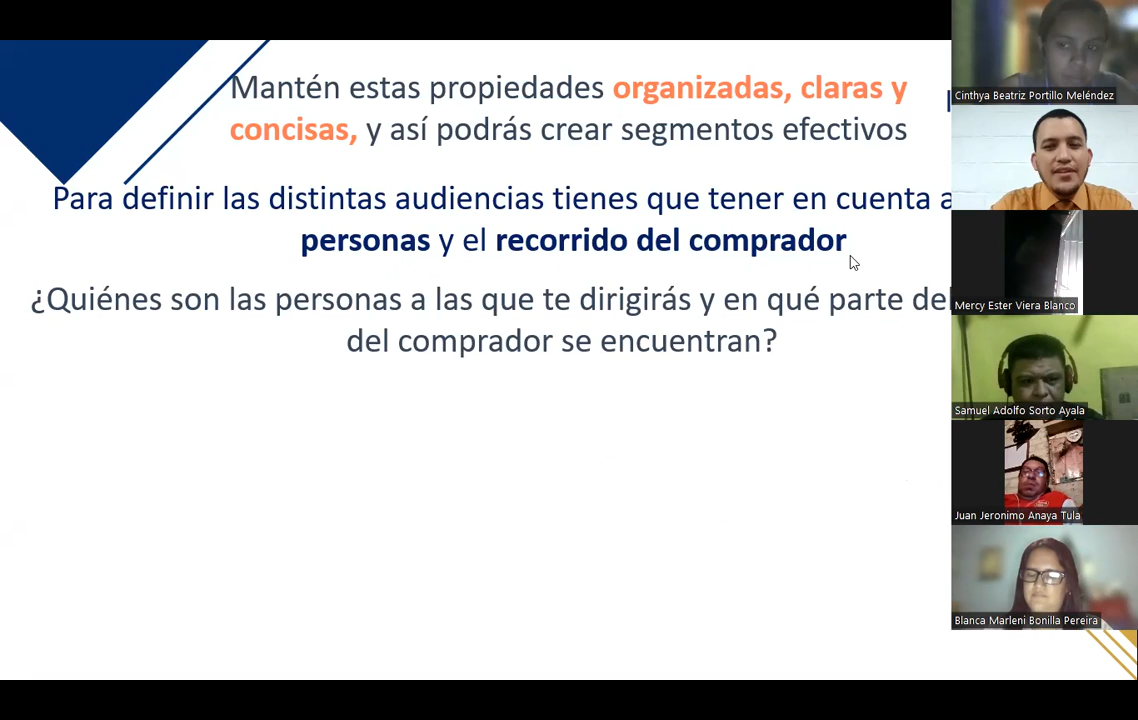 Mantén estas propiedades organizadas, claras y
concisas, y así podrás crear segmentos efectivos
Para definir las distintas audiencias tienes que tener en cuenta
personas y el recorrido del comprador
¿Quiénes son las personas a las que te dirigirás y en qué parte del
del comprador se encuentran?
Cinthya Beatriz Portillo Meléndez
Mercy Ester Viera Blanco
Samuel Adolfo Sorto Ayala
Juan Jeronimo Anaya Tula
Blanca Marleni Bonilla Pereira